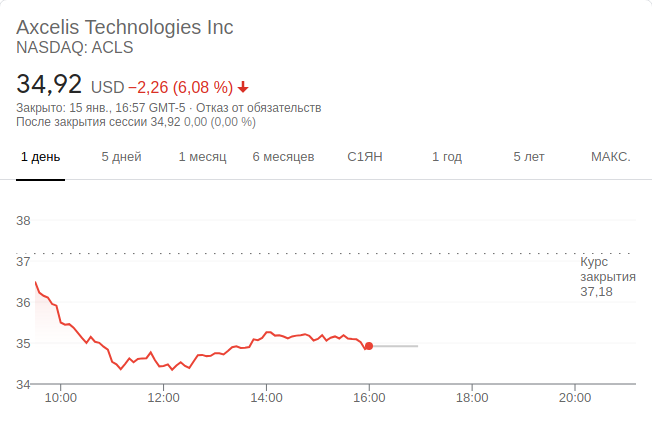 Axcelis Technologies Inc
NASDAQ: ACLS
34,92 USD −2,26 (6,08 %)
Закрыто: 15 янв., 16:57 GMT-5 · Отказ от обязательств
После закрытия сессии 34,92 0,00 (0,00 %)
1 день 5 дней 1 месяц 6 месяцев С1ЯН 1 год 5 лет МАКС.
38
37
Курс
закрытия
37,18
36
35
34
10:00 12:00 14:00 16:00 18:00 20:00